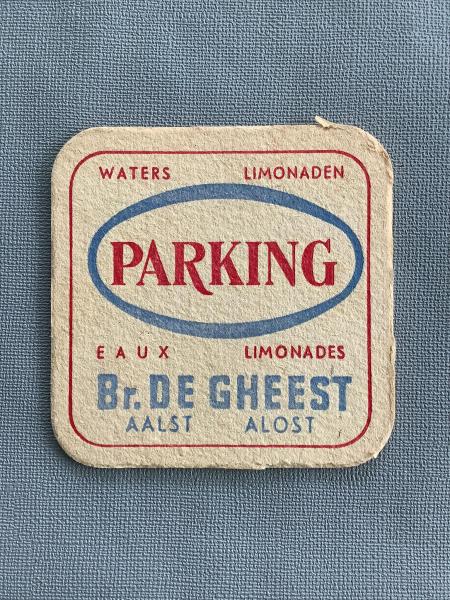 WATERS LIMONADEN
PARKING
EAUX LIMONADES
Br. DE GHEEST
AALST ALOST